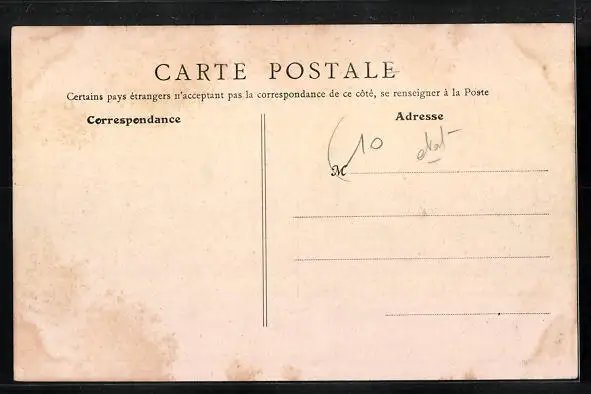 CARTE POSTALE
Certains pays étrangers n'acceptant pas la correspondance de ce côté, se renseigner à la Poste
Correspondance
Adresse
10
M